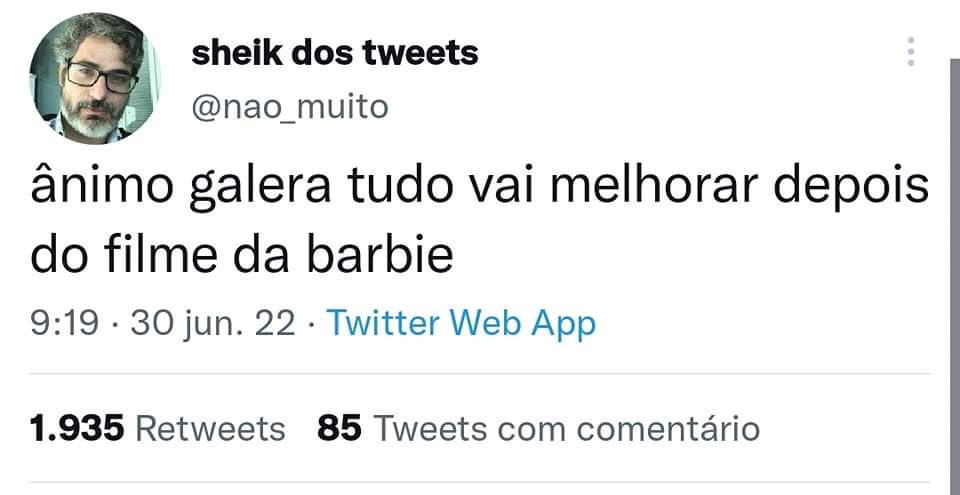 sheik dos tweets
@nao_muito
ânimo galera tudo vai melhorar depois
do filme da barbie
9:19 · 30 jun. 22 · Twitter Web App
1.935 Retweets 85 Tweets com comentário